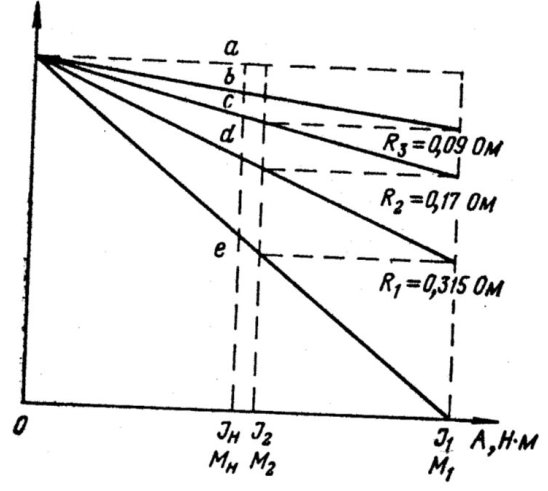 a
b
c
R₃=0,09 Ом
d
R₂=0,17 Ом
e
R₁=0,315 Ом
0 Jн J₂ J₁ А, Н·м
Mн M₂ M₁